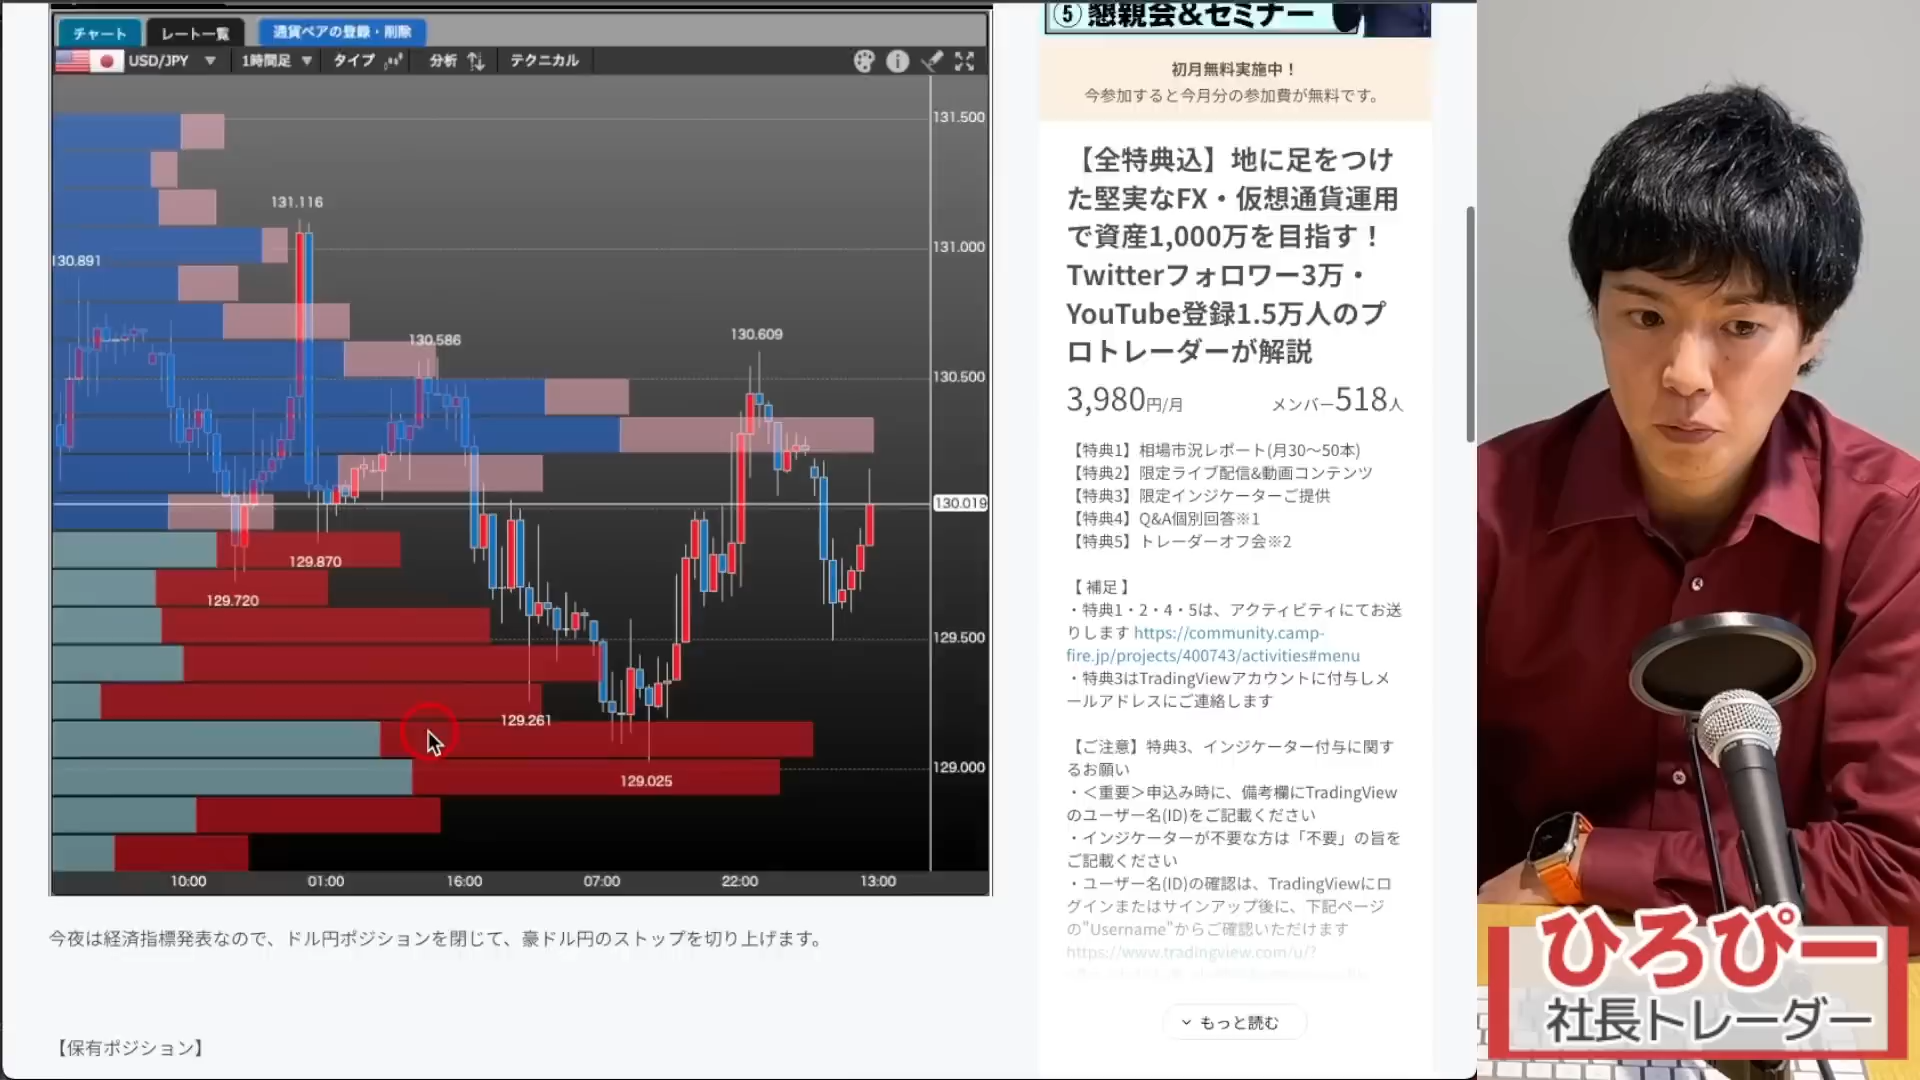 チャート
レート一覧
通貨ペアの登録・削除
USD/JPY
1時間足
タイプ
分析
テクニカル
131.500
131.116
131.000
130.891
130.609
130.586
130.500
130.019
129.870
129.720
129.500
129.261
129.025
129.000
10:00
01:00
16:00
07:00
22:00
13:00
今夜は経済指標発表なので、ドル円ポジションを閉じて、豪ドル円のストップを切り上げます。
【保有ポジション】
⑤ 懇親会&セミナー
初月無料実施中!
今参加すると今月分の参加費が無料です。
【全特典込】地に足をつけ
た堅実なFX・仮想通貨運用
で資産1,000万を目指す!
Twitterフォロワー3万・
YouTube登録1.5万人のプ
ロトレーダーが解説
3,980円/月
メンバー518人
【特典1】相場市況レポート(月30〜50本)
【特典2】限定ライブ配信&動画コンテンツ
【特典3】限定インジケーターご提供
【特典4】Q&A個別回答※1
【特典5】トレーダーオフ会※2
【 補足 】
・特典1・2・4・5は、アクティビティにてお送
りします https://community.camp-
fire.jp/projects/400743/activities#menu
・特典3はTradingViewアカウントに付与しメ
ールアドレスにご連絡します
【ご注意】特典3、インジケーター付与に関す
るお願い
・<重要>申込み時に、備考欄にTradingView
のユーザー名(ID)をご記載ください
・インジケーターが不要な方は「不要」の旨を
ご記載ください
・ユーザー名(ID)の確認は、TradingViewにロ
グインまたはサインアップ後に、下記ページ
の"Username"からご確認いただけます
https://www.tradingview.com/u/?
もっと読む
ひろぴー
社長トレーダー